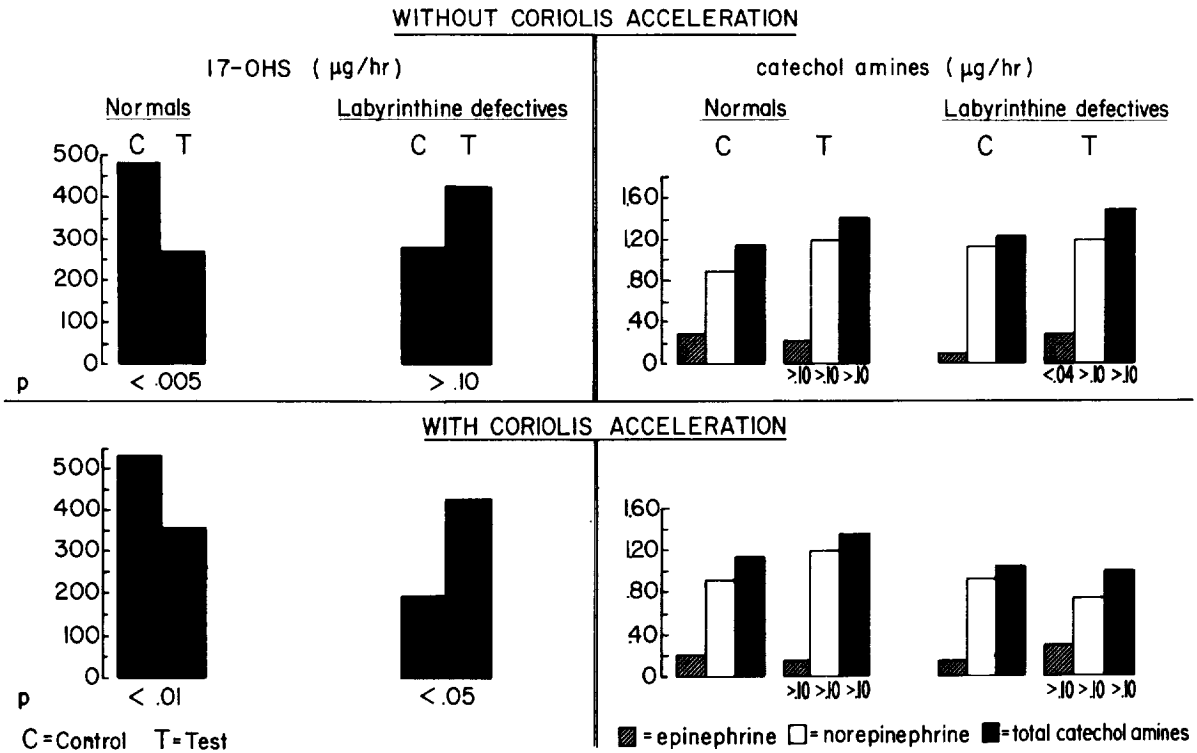 WITHOUT CORIOLIS ACCELERATION
17-OHS (µg/hr)
Normals
Labyrinthine defectives
C T
C T
500
400
300
200
100
0
p
< .005
> .10
catechol amines (µg/hr)
Normals
Labyrinthine defectives
C T
C T
1.60
1.20
.80
.40
0
>.10 >.10 >.10
<.04 >.10 >.10
WITH CORIOLIS ACCELERATION
500
400
300
200
100
0
p
< .01
< .05
1.60
1.20
.80
.40
0
>.10 >.10 >.10
>.10 >.10 >.10
C = Control T = Test
= epinephrine = norepinephrine = total catechol amines